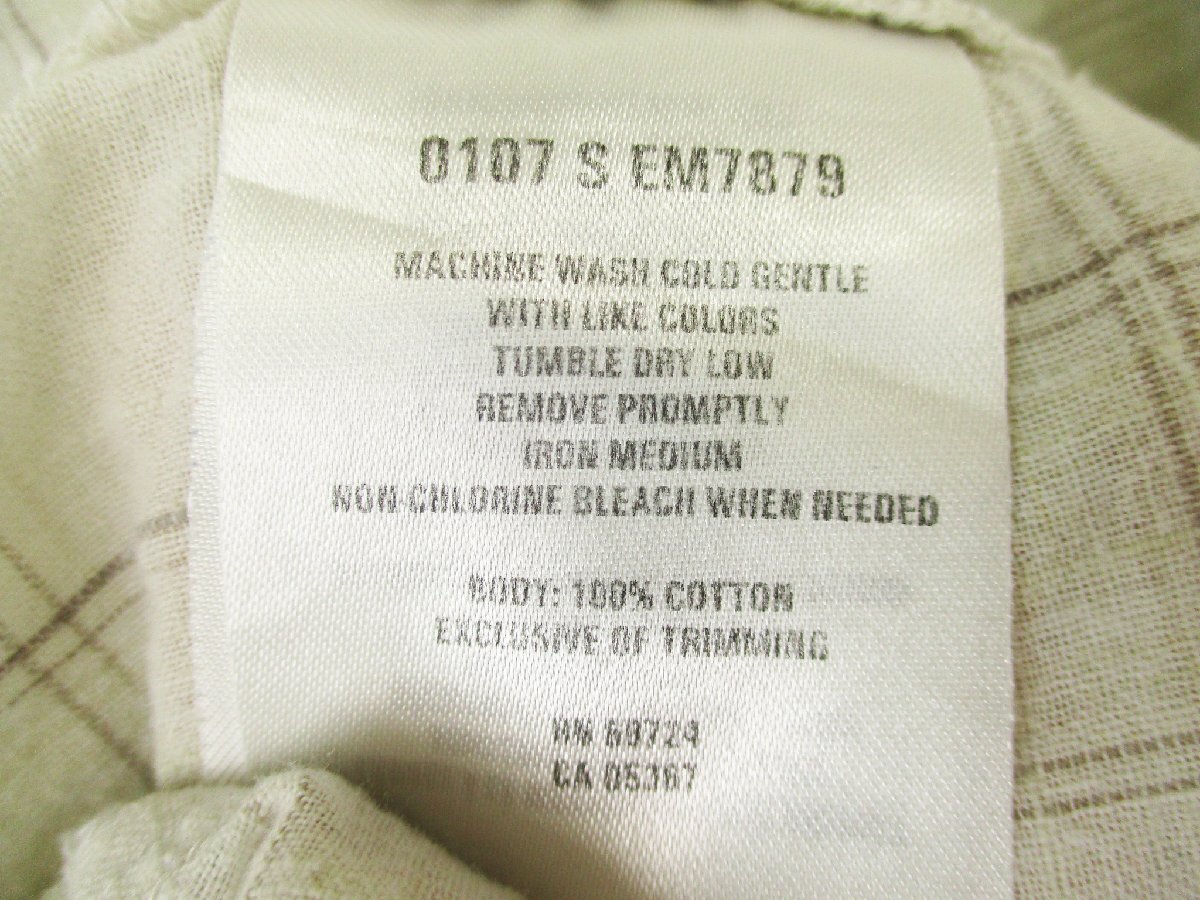 0107 S EM7879
MACHINE WASH COLD GENTLE
WITH LIKE COLORS
TUMBLE DRY LOW
REMOVE PROMPTLY
IRON MEDIUM
NON-CHLORINE BLEACH WHEN NEEDED
BODY: 100% COTTON
EXCLUSIVE OF TRIMMING
RN
CA 05367